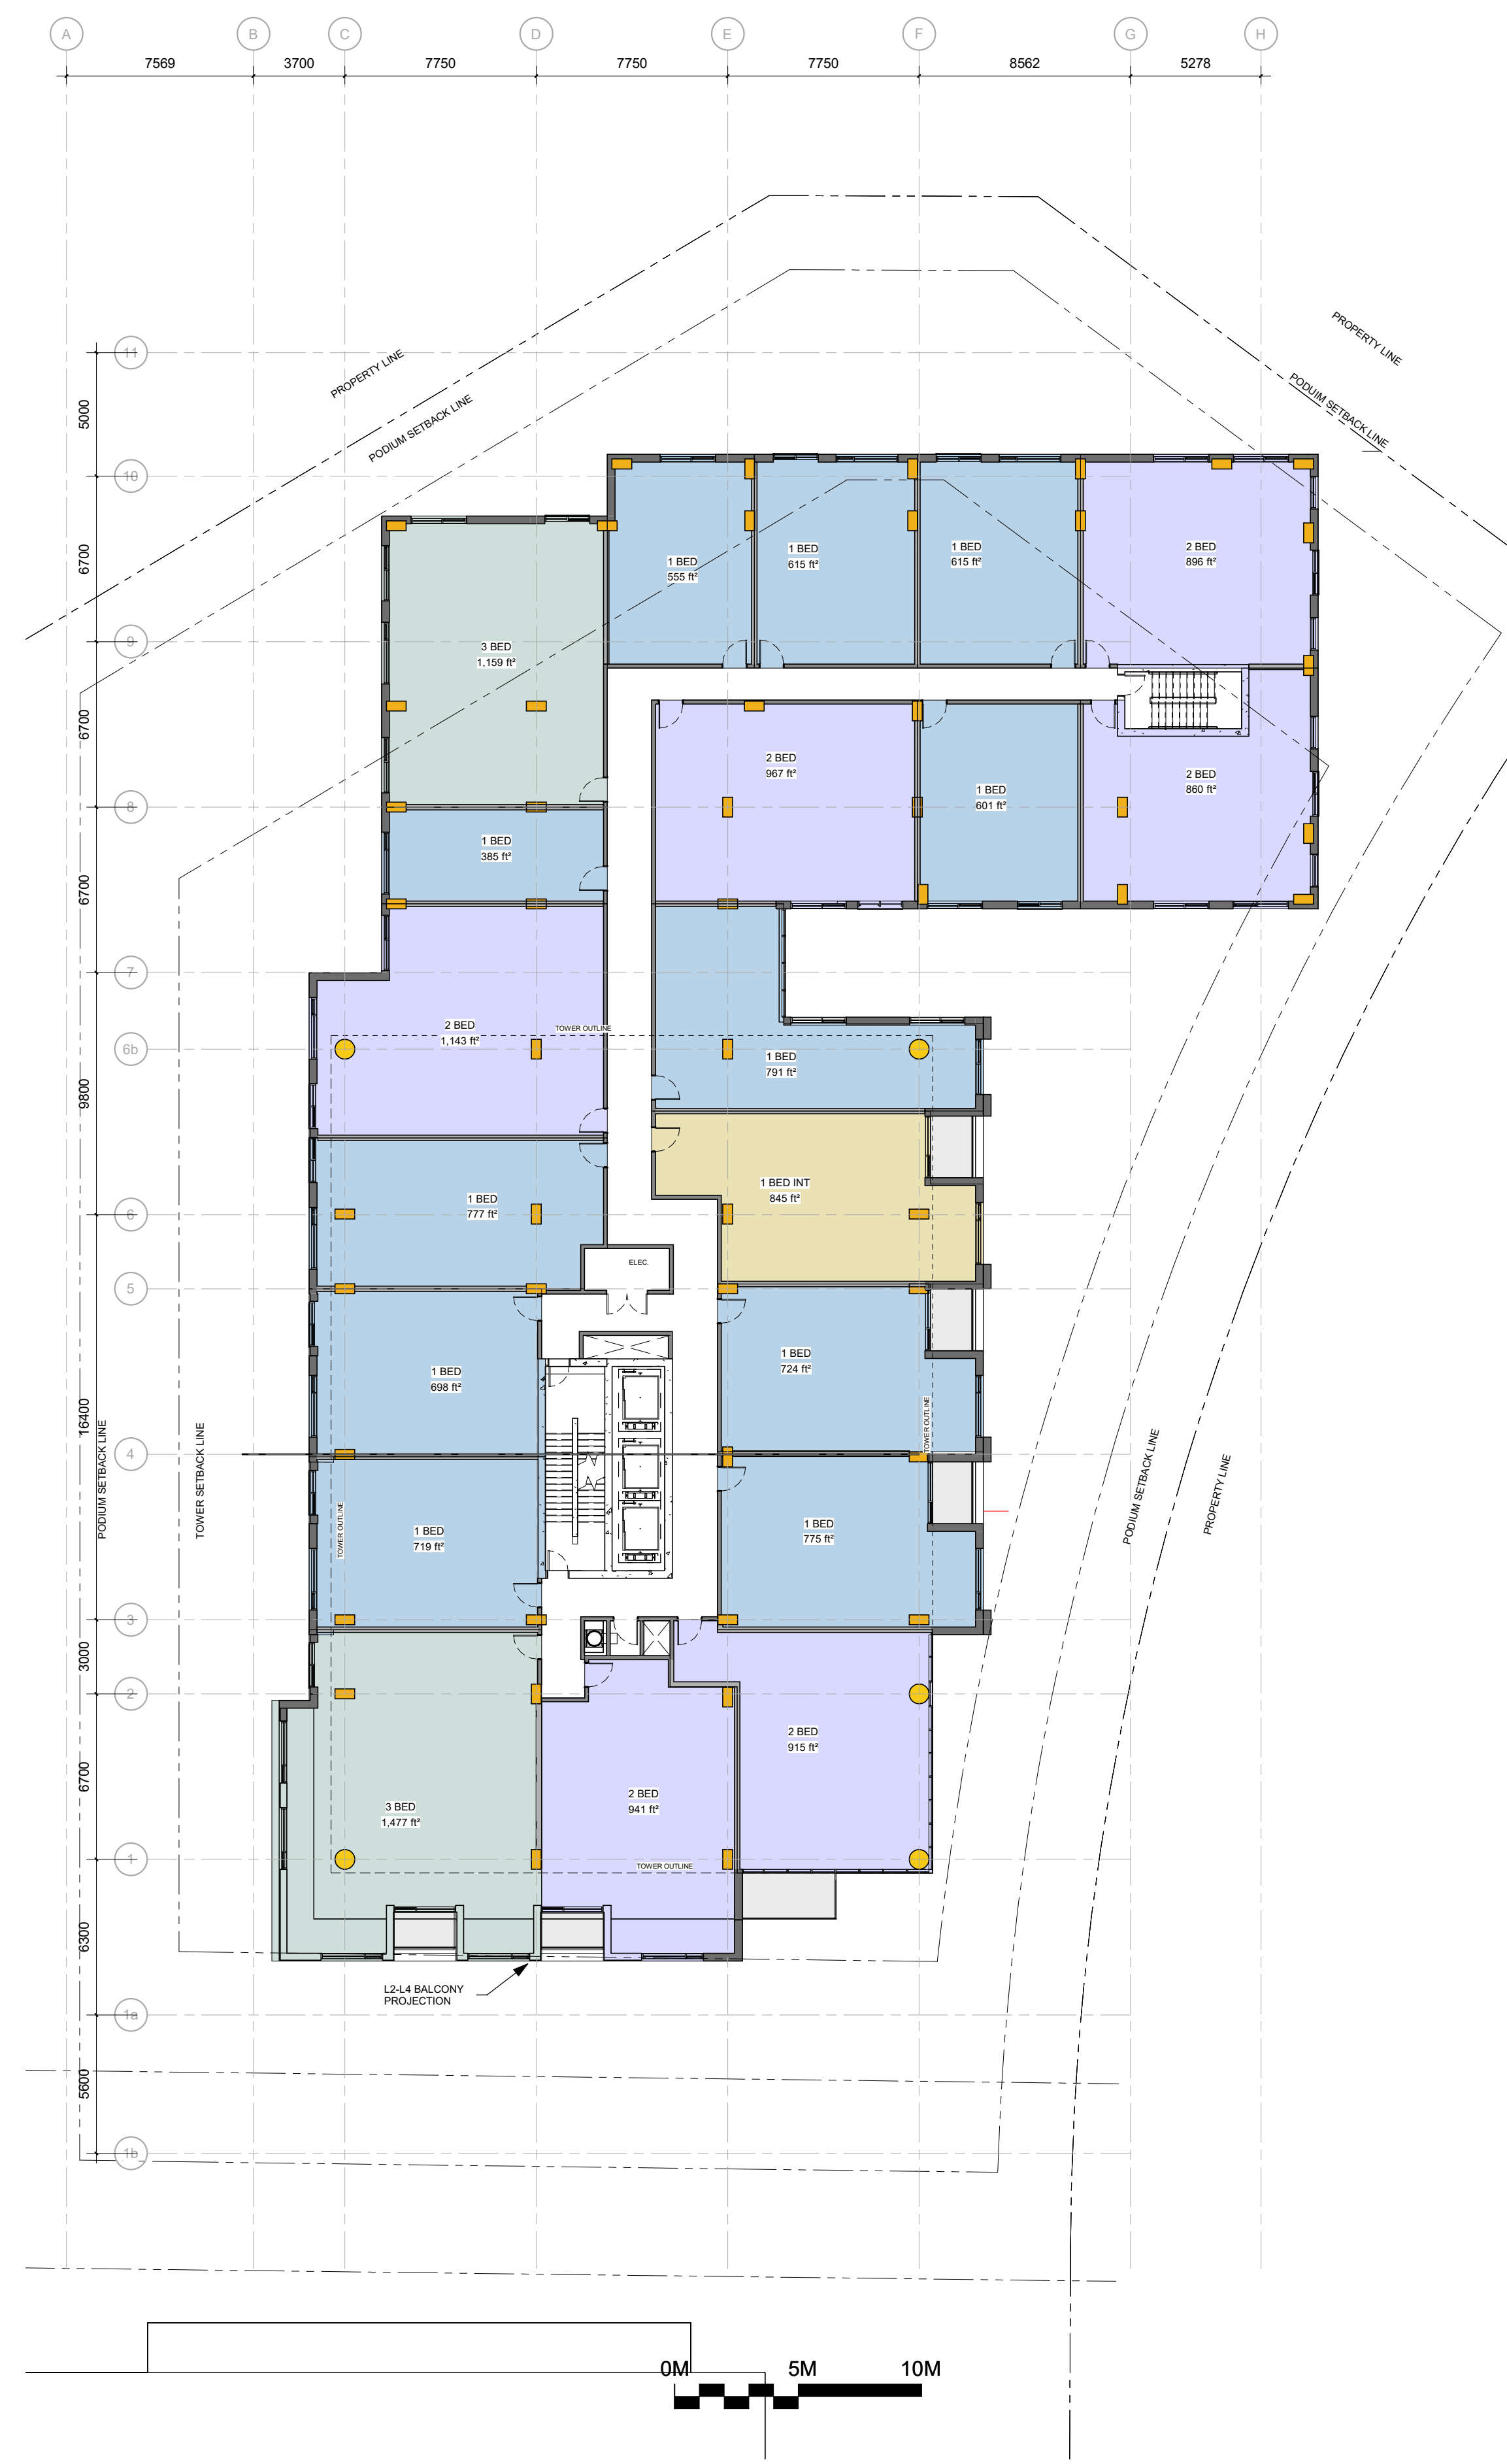 A
B
C
D
E
F
G
H
7569
3700
7750
7750
7750
8562
5278
PROPERTY LINE
PROPERTY LINE
11
PODIUM SETBACK LINE
PODUIM SETBACK LINE
5000
10
6700
1 BED
555 ft²
1 BED
615 ft²
1 BED
615 ft²
2 BED
896 ft²
9
3 BED
1,159 ft²
6700
2 BED
967 ft²
2 BED
860 ft²
8
1 BED
601 ft²
1 BED
385 ft²
6700
7
2 BED
1,143 ft²
TOWER OUTLINE
6b
1 BED
791 ft²
9800
1 BED
777 ft²
1 BED INT
845 ft²
6
ELEC.
5
1 BED
698 ft²
1 BED
724 ft²
16400
TOWER OUTLINE
PODIUM SETBACK LINE
TOWER SETBACK LINE
4
PODIUM SETBACK LINE
PROPERTY LINE
TOWER OUTLINE
1 BED
719 ft²
1 BED
775 ft²
3
3000
2
2 BED
915 ft²
6700
3 BED
1,477 ft²
2 BED
941 ft²
1
TOWER OUTLINE
6300
L2-L4 BALCONY
PROJECTION
1a
5600
1b
0M
5M
10M